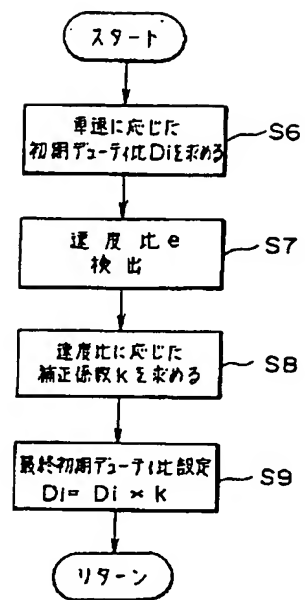 スタート
車速に応じた
初期デューティ比Diを求める
S6
速度比e
検出
S7
速度比に応じた
補正係数kを求める
S8
最終初期デューティ比設定
Di= Di × k
S9
リターン